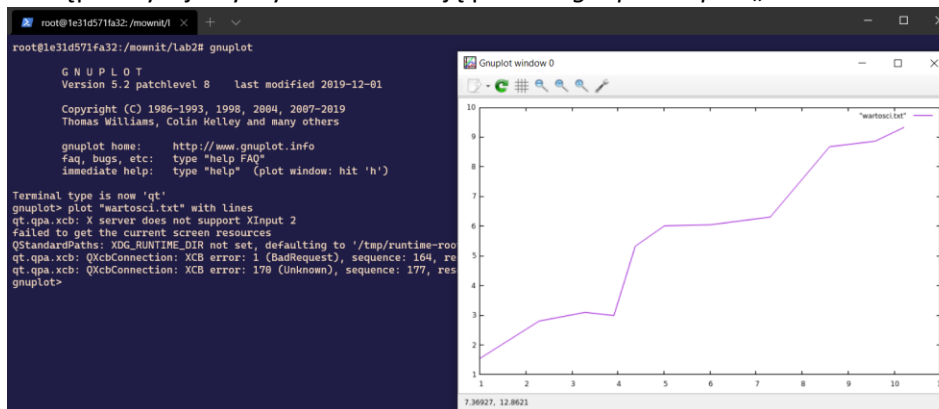 root@1e31d571fa32: /mownit/l
root@1e31d571fa32:/mownit/lab2# gnuplot
G N U P L O T
Version 5.2 patchlevel 8 last modified 2019-12-01
Copyright (C) 1986-1993, 1998, 2004, 2007-2019
Thomas Williams, Colin Kelley and many others
gnuplot home: http://www.gnuplot.info
faq, bugs, etc: type "help FAQ"
immediate help: type "help" (plot window: hit 'h')
Terminal type is now 'qt'
gnuplot> plot "wartosci.txt" with lines
qt.qpa.xcb: X server does not support XInput 2
failed to get the current screen resources
QStandardPaths: XDG_RUNTIME_DIR not set, defaulting to '/tmp/runtime-roo
qt.qpa.xcb: QXcbConnection: XCB error: 1 (BadRequest), sequence: 164, re
qt.qpa.xcb: QXcbConnection: XCB error: 170 (Unknown), sequence: 177, res
gnuplot>
Gnuplot window 0
"wartosci.txt"
10
9
8
7
6
5
4
3
2
1
1 2 3 4 5 6 7 8 9 10
7.36927, 12.8621